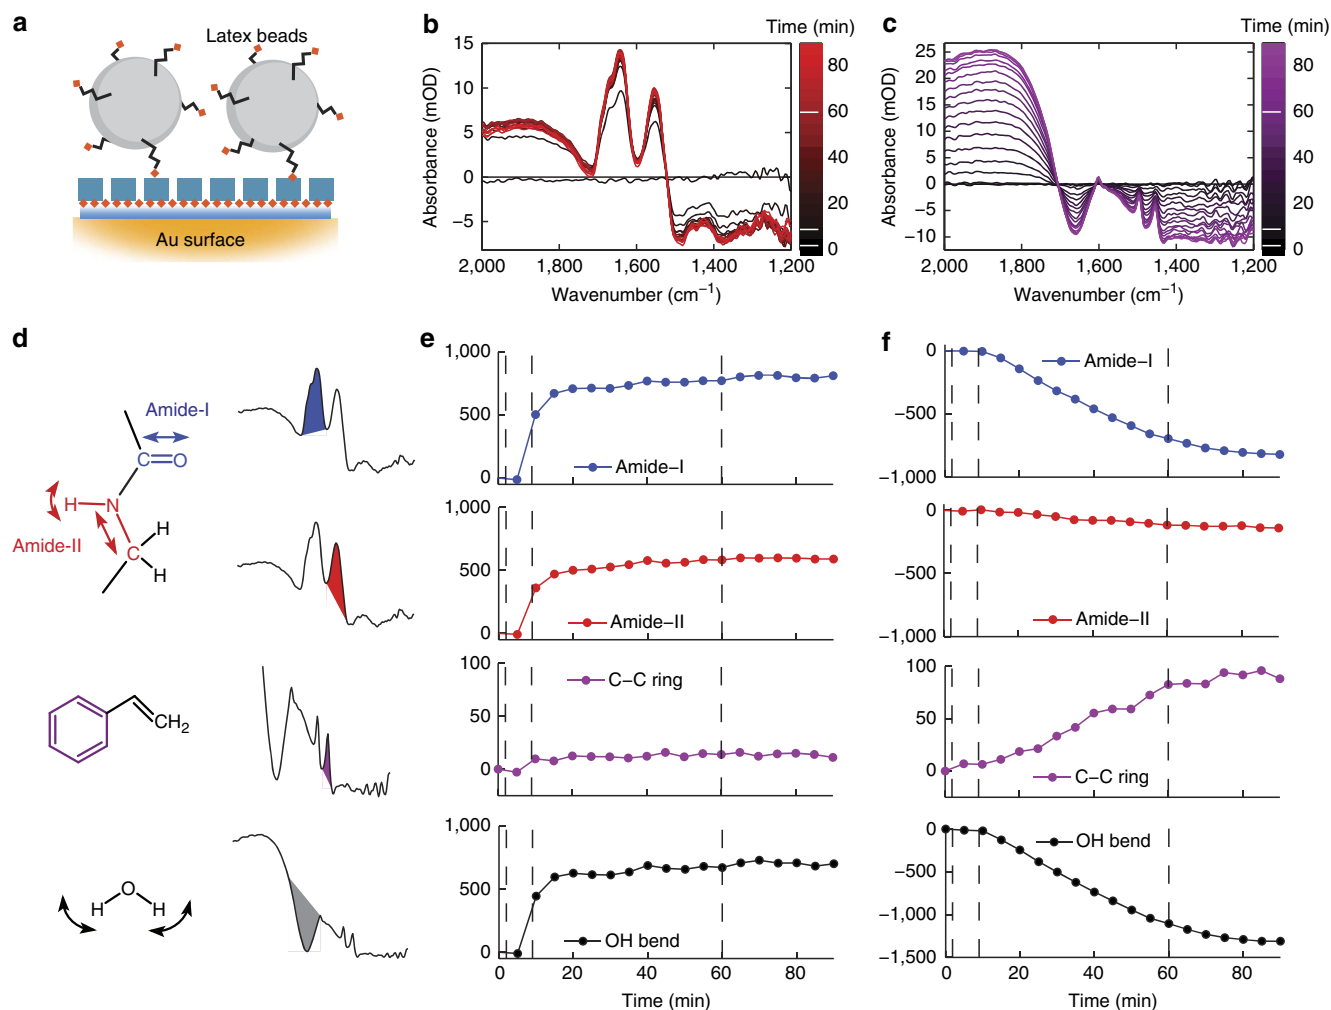 a
Latex beads
Au surface
b
Time (min)
Absorbance (mOD)
15
10
5
0
−5
2,000 1,800 1,600 1,400 1,200
Wavenumber (cm⁻¹)
80
60
40
20
0
c
Time (min)
Absorbance (mOD)
25
20
15
10
5
0
−5
−10
2,000 1,800 1,600 1,400 1,200
Wavenumber (cm⁻¹)
80
60
40
20
0
d
Amide-I
C=O
H N
C
H
H
Amide-II
CH₂
O
H H
e
1,000
500
0
Amide–I
1,000
500
0
Amide–II
100
50
0
C–C ring
1,000
500
0
OH bend
0 20 40 60 80
Time (min)
f
0
−500
−1,000
Amide–I
0
−500
−1,000
Amide–II
100
50
0
C–C ring
0
−500
−1,000
−1,500
OH bend
0 20 40 60 80
Time (min)